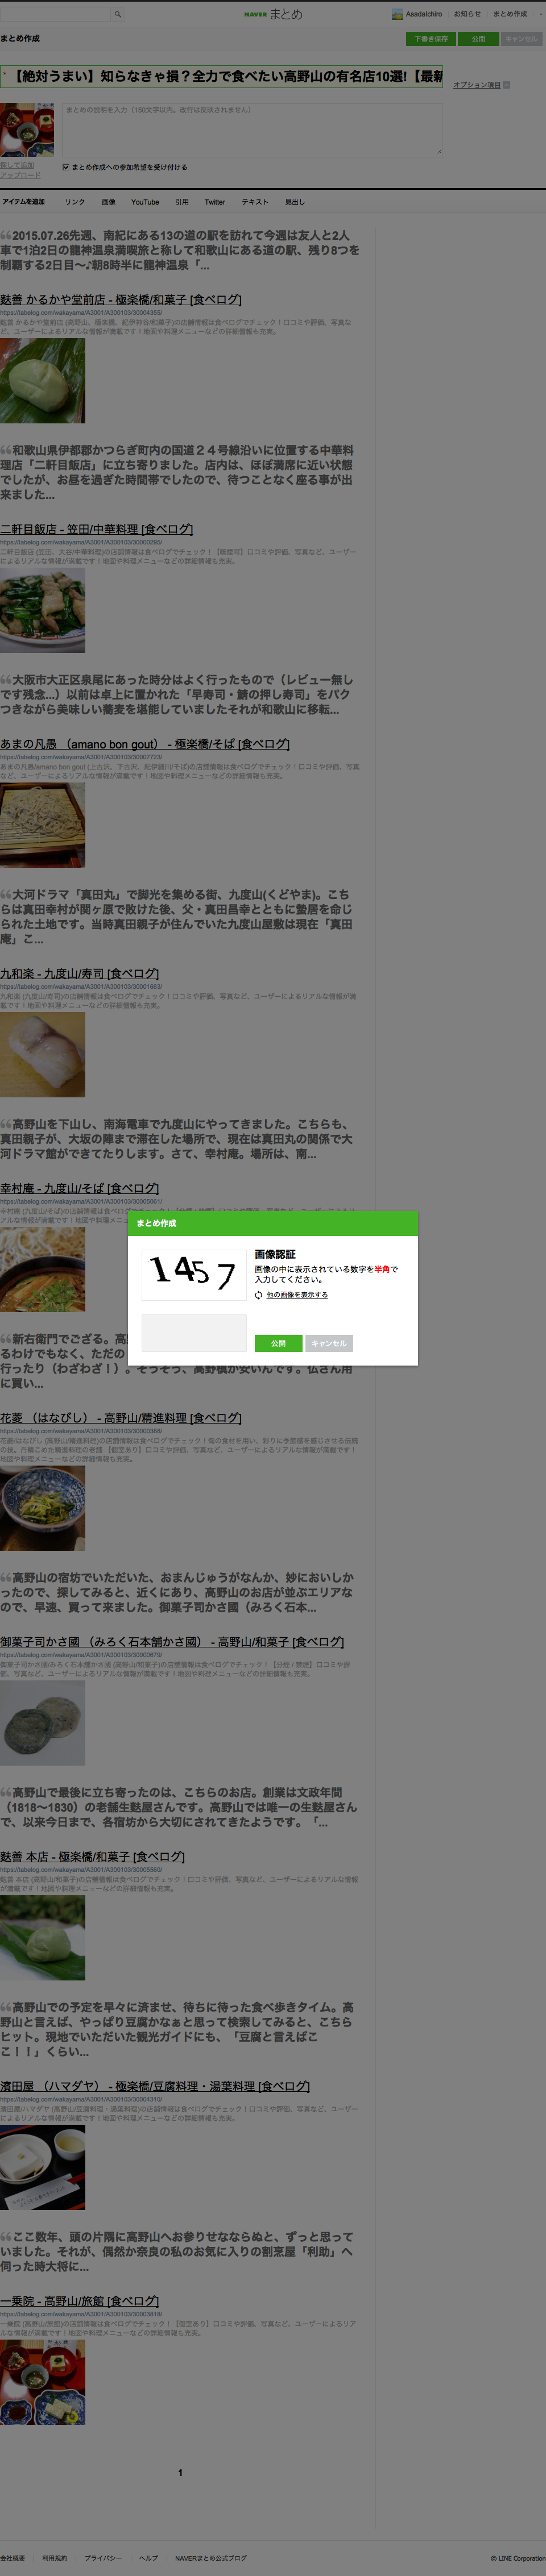 NAVER まとめ
AsadaIchiro
お知らせ
まとめ作成
まとめ作成
下書き保存
公開
キャンセル
【絶対うまい】知らなきゃ損？全力で食べたい高野山の有名店10選!【最新
オプション項目
まとめの説明を入力（160文字以内。改行は反映されません）
探して追加
アップロード
まとめ作成への参加希望を受け付ける
アイテムを追加
リンク
画像
YouTube
引用
Twitter
テキスト
見出し
2015.07.26先週、南紀にある13の道の駅を訪れて今週は友人と2人
車で1泊2日の龍神温泉満喫旅と称して和歌山にある道の駅、残り8つを
制覇する2日目〜♪朝8時半に龍神温泉「...
麩善 かるかや堂前店 - 極楽橋/和菓子 [食べログ]
https://tabelog.com/wakayama/A3001/A300103/30004355/
麩善 かるかや堂前店 (高野山、極楽橋、紀伊神谷/和菓子)の店舗情報は食べログでチェック！口コミや評価、写真な
ど、ユーザーによるリアルな情報が満載です！地図や料理メニューなどの詳細情報も充実。
和歌山県伊都郡かつらぎ町内の国道２４号線沿いに位置する中華料
理店「二軒目飯店」に立ち寄りました。店内は、ほぼ満席に近い状態
でしたが、お昼を過ぎた時間帯でしたので、待つことなく座る事が出
来ました...
二軒目飯店 - 笠田/中華料理 [食べログ]
https://tabelog.com/wakayama/A3001/A300103/30000295/
二軒目飯店 (笠田、大谷/中華料理)の店舗情報は食べログでチェック！【喫煙可】口コミや評価、写真など、ユーザー
によるリアルな情報が満載です！地図や料理メニューなどの詳細情報も充実。
大阪市大正区泉尾にあった時分はよく行ったもので（レビュー無し
です残念...）以前は卓上に置かれた「早寿司・鯖の押し寿司」をパク
つきながら美味しい蕎麦を堪能していましたそれが和歌山に移転...
あまの凡愚 （amano bon gout） - 極楽橋/そば [食べログ]
https://tabelog.com/wakayama/A3001/A300103/30007723/
あまの凡愚/amano bon gout (上古沢、下古沢、紀伊細川/そば)の店舗情報は食べログでチェック！口コミや評価、写真
など、ユーザーによるリアルな情報が満載です！地図や料理メニューなどの詳細情報も充実。
大河ドラマ「真田丸」で脚光を集める街、九度山(くどやま)。こち
らは真田幸村が関ヶ原で敗けた後、父・真田昌幸とともに蟄居を命じ
られた土地です。当時真田親子が住んでいた九度山屋敷は現在「真田
庵」こ...
九和楽 - 九度山/寿司 [食べログ]
https://tabelog.com/wakayama/A3001/A300103/30001663/
九和楽 (九度山/寿司)の店舗情報は食べログでチェック！口コミや評価、写真など、ユーザーによるリアルな情報が満
載です！地図や料理メニューなどの詳細情報も充実。
高野山を下山し、南海電車で九度山にやってきました。こちらも、
真田親子が、大坂の陣まで滞在した場所で、現在は真田丸の関係で大
河ドラマ館ができてたりします。さて、幸村庵。場所は、南...
幸村庵 - 九度山/そば [食べログ]
https://tabelog.com/wakayama/A3001/A300103/30005061/
まとめ作成
1457
画像認証
画像の中に表示されている数字を半角で
入力してください。
他の画像を表示する
公開
キャンセル
新右衛門でござる。高
るわけでもなく、ただの
行ったり（わざわざ！）。そうそう、高野槇が安いんです。仏さん用
に買い...
花菱 （はなびし） - 高野山/精進料理 [食べログ]
https://tabelog.com/wakayama/A3001/A300103/30000388/
花菱/はなびし (高野山/精進料理)の店舗情報は食べログでチェック！旬の食材を用い、彩りに季節感を感じさせる伝統
の技。丹精こめた精進料理の老舗 【個室あり】口コミや評価、写真など、ユーザーによるリアルな情報が満載です！
地図や料理メニューなどの詳細情報も充実。
高野山の宿坊でいただいた、おまんじゅうがなんか、妙においしか
ったので、探してみると、近くにあり、高野山のお店が並ぶエリアな
ので、早速、買って来ました。御菓子司かさ國（みろく石本...
御菓子司かさ國 （みろく石本舗かさ國） - 高野山/和菓子 [食べログ]
https://tabelog.com/wakayama/A3001/A300103/30000679/
御菓子司かさ國/みろく石本舗かさ國 (高野山/和菓子)の店舗情報は食べログでチェック！【分煙 / 禁煙】口コミや評
価、写真など、ユーザーによるリアルな情報が満載です！地図や料理メニューなどの詳細情報も充実。
高野山で最後に立ち寄ったのは、こちらのお店。創業は文政年間
（1818〜1830）の老舗生麩屋さんです。高野山では唯一の生麩屋さん
で、以来今日まで、各宿坊から大切にされてきたようです。「...
麩善 本店 - 極楽橋/和菓子 [食べログ]
https://tabelog.com/wakayama/A3001/A300103/30005560/
麩善 本店 (高野山/和菓子)の店舗情報は食べログでチェック！口コミや評価、写真など、ユーザーによるリアルな情報
が満載です！地図や料理メニューなどの詳細情報も充実。
高野山での予定を早々に済ませ、待ちに待った食べ歩きタイム。高
野山と言えば、やっぱり豆腐かなぁと思って検索してみると、こちら
ヒット。現地でいただいた観光ガイドにも、「豆腐と言えばこ
こ！！」くらい...
濱田屋 （ハマダヤ） - 極楽橋/豆腐料理・湯葉料理 [食べログ]
https://tabelog.com/wakayama/A3001/A300103/30004310/
濱田屋/ハマダヤ (高野山/豆腐料理・湯葉料理)の店舗情報は食べログでチェック！口コミや評価、写真など、ユーザー
によるリアルな情報が満載です！地図や料理メニューなどの詳細情報も充実。
ここ数年、頭の片隅に高野山へお参りせなならぬと、ずっと思って
いました。それが、偶然か奈良の私のお気に入りの割烹屋「利助」へ
伺った時大将に...
一乗院 - 高野山/旅館 [食べログ]
https://tabelog.com/wakayama/A3001/A300103/30003818/
一乗院 (高野山/旅館)の店舗情報は食べログでチェック！【個室あり】口コミや評価、写真など、ユーザーによるリア
ルな情報が満載です！地図や料理メニューなどの詳細情報も充実。
1
会社概要
利用規約
プライバシー
ヘルプ
NAVERまとめ公式ブログ
© LINE Corporation